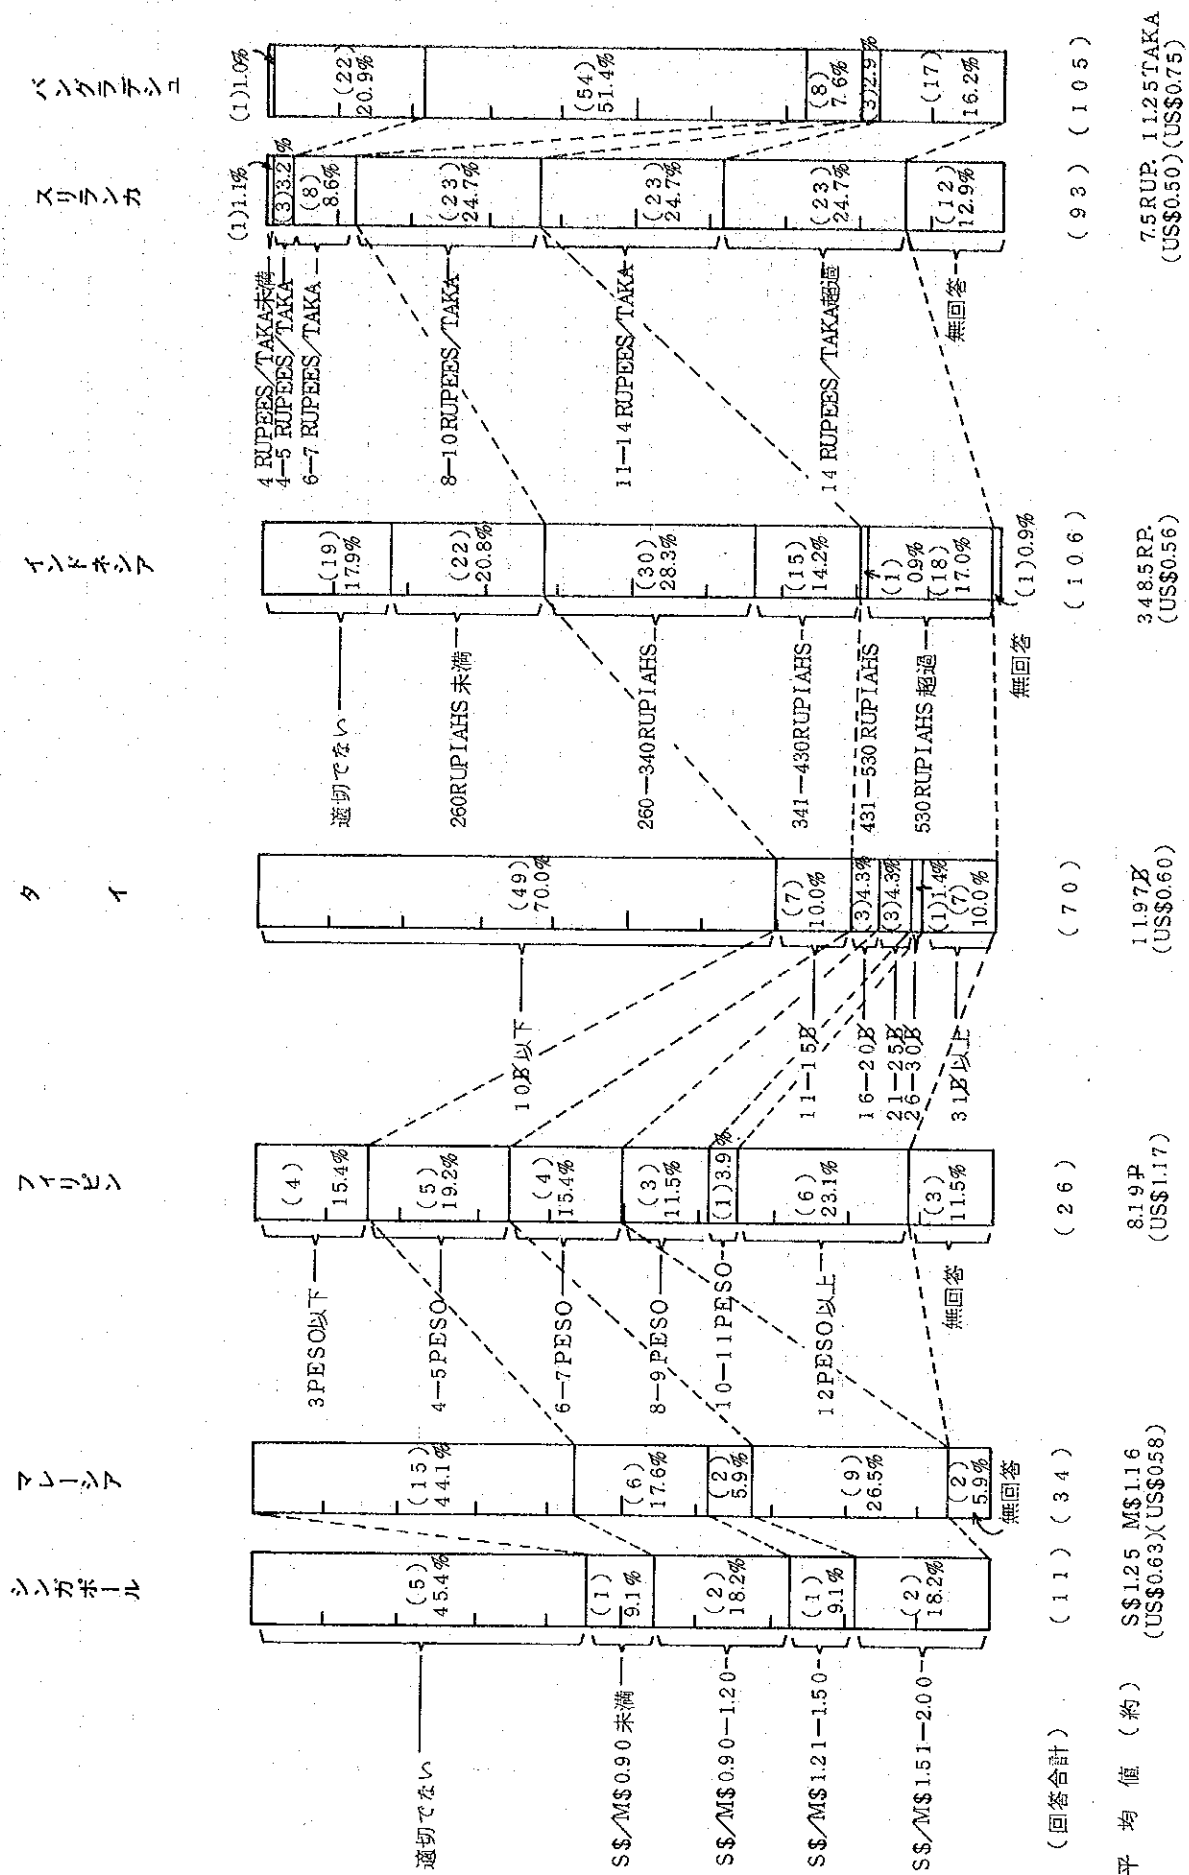 シンガポール
マレーシア
フィリピン
タイ
インドネシア
スリランカ
バングラデシュ
適切でない
S$/M$0.90未満
S$/M$0.90-1.20
S$/M$1.21-1.50
S$/M$1.51-2.00
(5)
45.4%
(1)
9.1%
(2)
18.2%
(1)
9.1%
(2)
18.2%
(15)
44.1%
(6)
17.6%
(2)
5.9%
(9)
26.5%
(2)
5.9%
無回答
3PESO以下
4-5PESO
6-7PESO
8-9PESO
10-11PESO
12PESO以上
無回答
(4)
15.4%
(5)
19.2%
(4)
15.4%
(3)
11.5%
(1)3.9%
(6)
23.1%
(3)
11.5%
10B以下
11-15B
16-20B
21-25B
26-30B
31B以上
(49)
70.0%
(7)
10.0%
(3)4.3%
(3)4.3%
(1)1.4%
(7)
10.0%
適切でない
260RUPIAHS未満
260-340RUPIAHS
341-430RUPIAHS
431-530RUPIAHS
530RUPIAHS超過
無回答
(19)
17.9%
(22)
20.8%
(30)
28.3%
(15)
14.2%
(1)
0.9%
(18)
17.0%
(1)0.9%
4 RUPEES/TAKA未満
4-5 RUPEES/TAKA
6-7 RUPEES/TAKA
8-10RUPEES/TAKA
11-14RUPEES/TAKA
14 RUPEES/TAKA超過
無回答
(1)1.1%
(3)3.2%
(8)
8.6%
(23)
24.7%
(23)
24.7%
(23)
24.7%
(12)
12.9%
(1)1.0%
(22)
20.9%
(54)
51.4%
(8)
7.6%
(3)2.9%
(17)
16.2%
(回答合計) (11) (34) (26) (70) (106) (93) (105)
平均値(約) S$1.25 M$1.16 8.19P 11.97B 348.5RP. 7.5RUP. 11.25TAKA
(US$0.63)(US$0.58) (US$1.17) (US$0.60) (US$0.56) (US$0.50)(US$0.75)